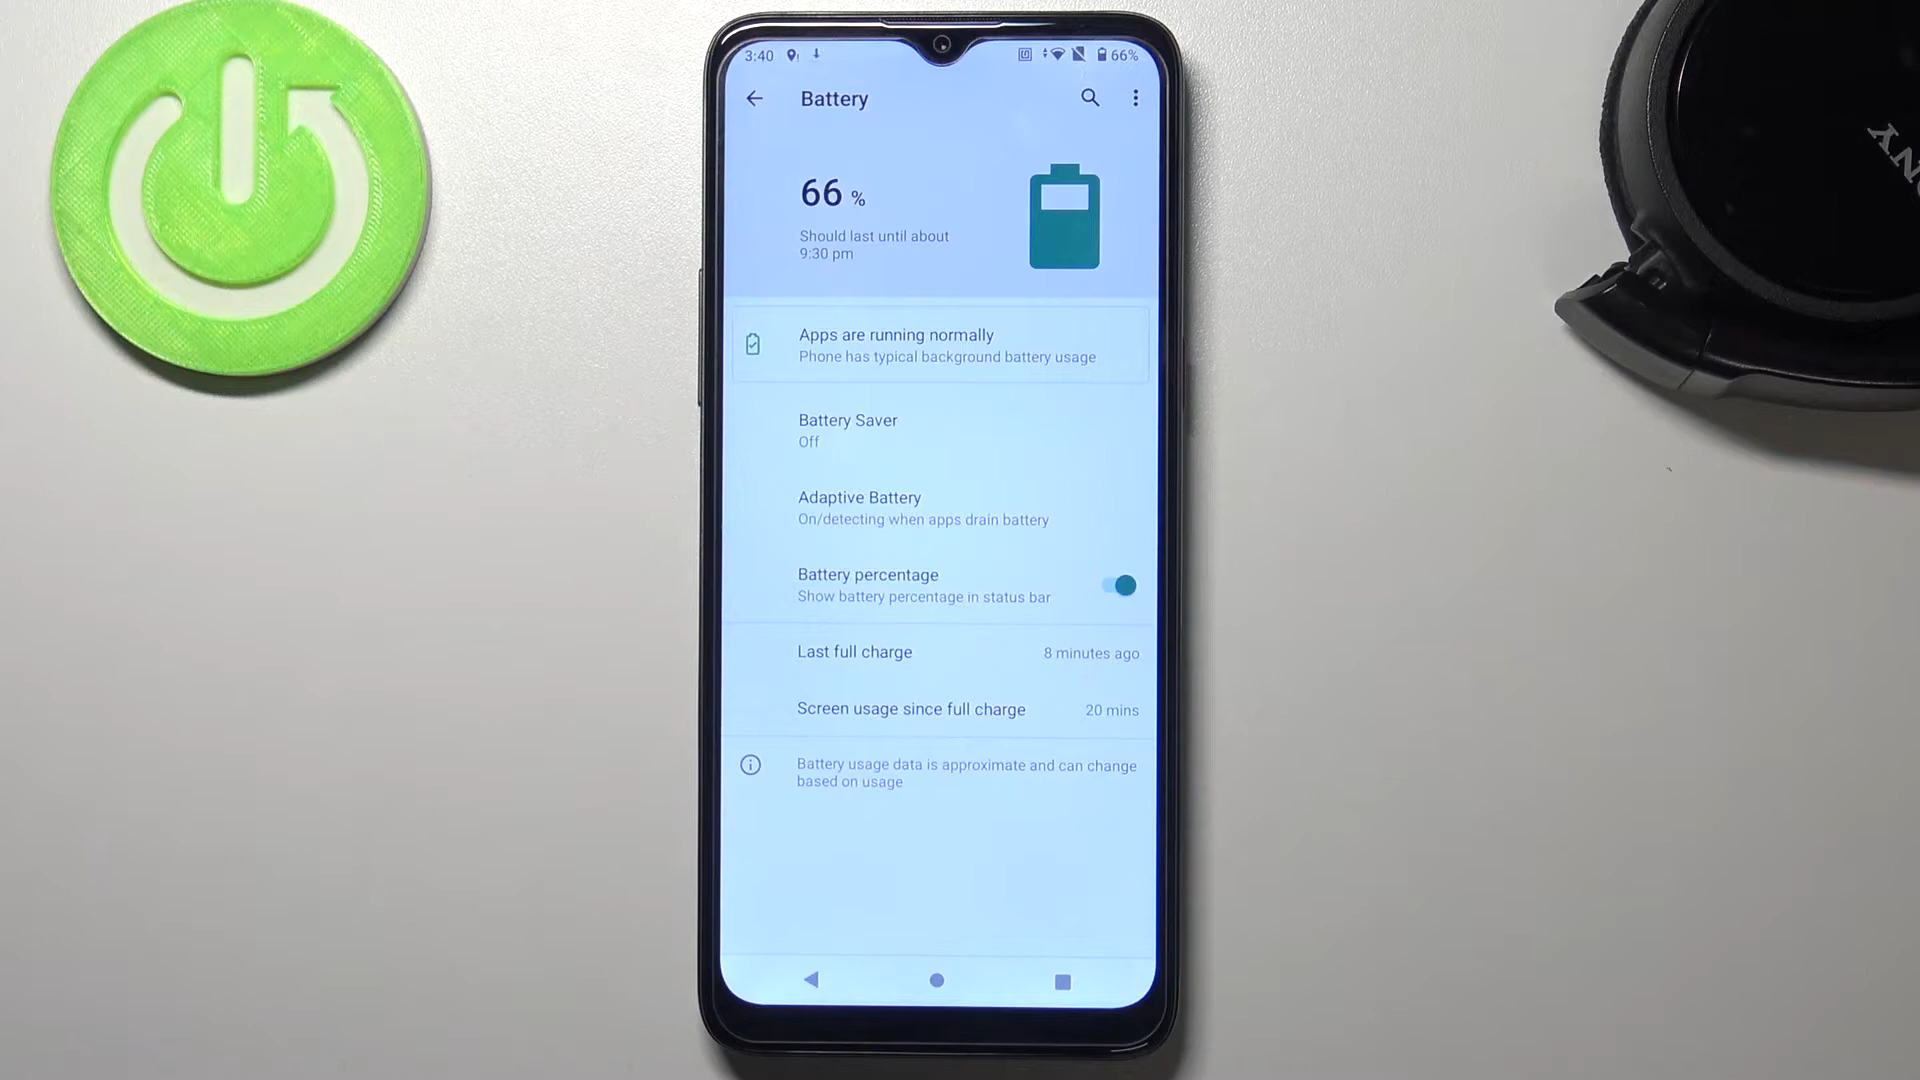 3:40
66%
Battery
66 %
Should last until about
9:30 pm
Apps are running normally
Phone has typical background battery usage
Battery Saver
Off
Adaptive Battery
On/detecting when apps drain battery
Battery percentage
Show battery percentage in status bar
Last full charge
8 minutes ago
Screen usage since full charge
20 mins
Battery usage data is approximate and can change
based on usage